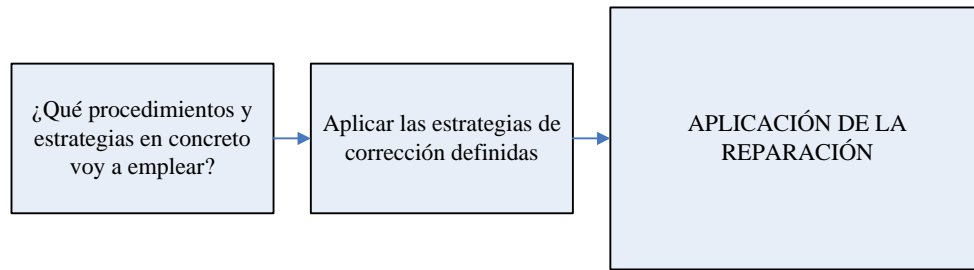 ¿Qué procedimientos y
estrategias en concreto
voy a emplear?
Aplicar las estrategias de
corrección definidas
APLICACIÓN DE LA
REPARACIÓN